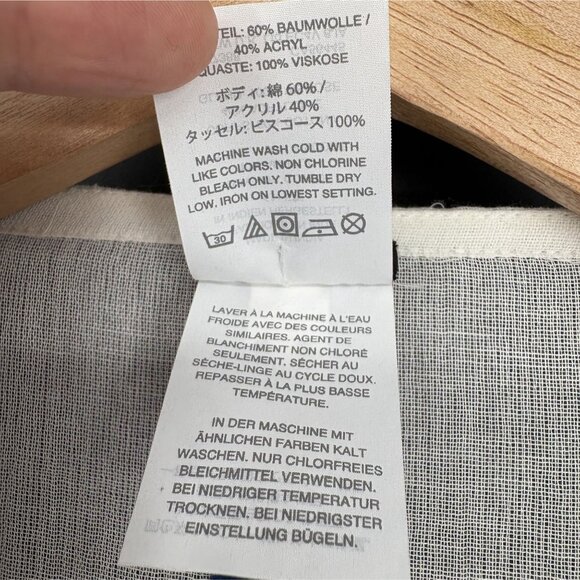 TEIL: 60% BAUMWOLLE /
40% ACRYL
QUASTE: 100% VISKOSE
ボディ: 綿 60% /
アクリル 40%
タッセル: ビスコース 100%
MACHINE WASH COLD WITH
LIKE COLORS. NON CHLORINE
BLEACH ONLY. TUMBLE DRY
LOW. IRON ON LOWEST SETTING.
30
LAVER À LA MACHINE À L'EAU
FROIDE AVEC DES COULEURS
SIMILAIRES. AGENT DE
BLANCHIMENT NON CHLORÉ
SEULEMENT. SÉCHER AU
SÈCHE-LINGE AU CYCLE DOUX.
REPASSER À LA PLUS BASSE
TEMPÉRATURE.
IN DER MASCHINE MIT
ÄHNLICHEN FARBEN KALT
WASCHEN. NUR CHLORFREIES
BLEICHMITTEL VERWENDEN.
BEI NIEDRIGER TEMPERATUR
TROCKNEN. BEI NIEDRIGSTER
EINSTELLUNG BÜGELN.